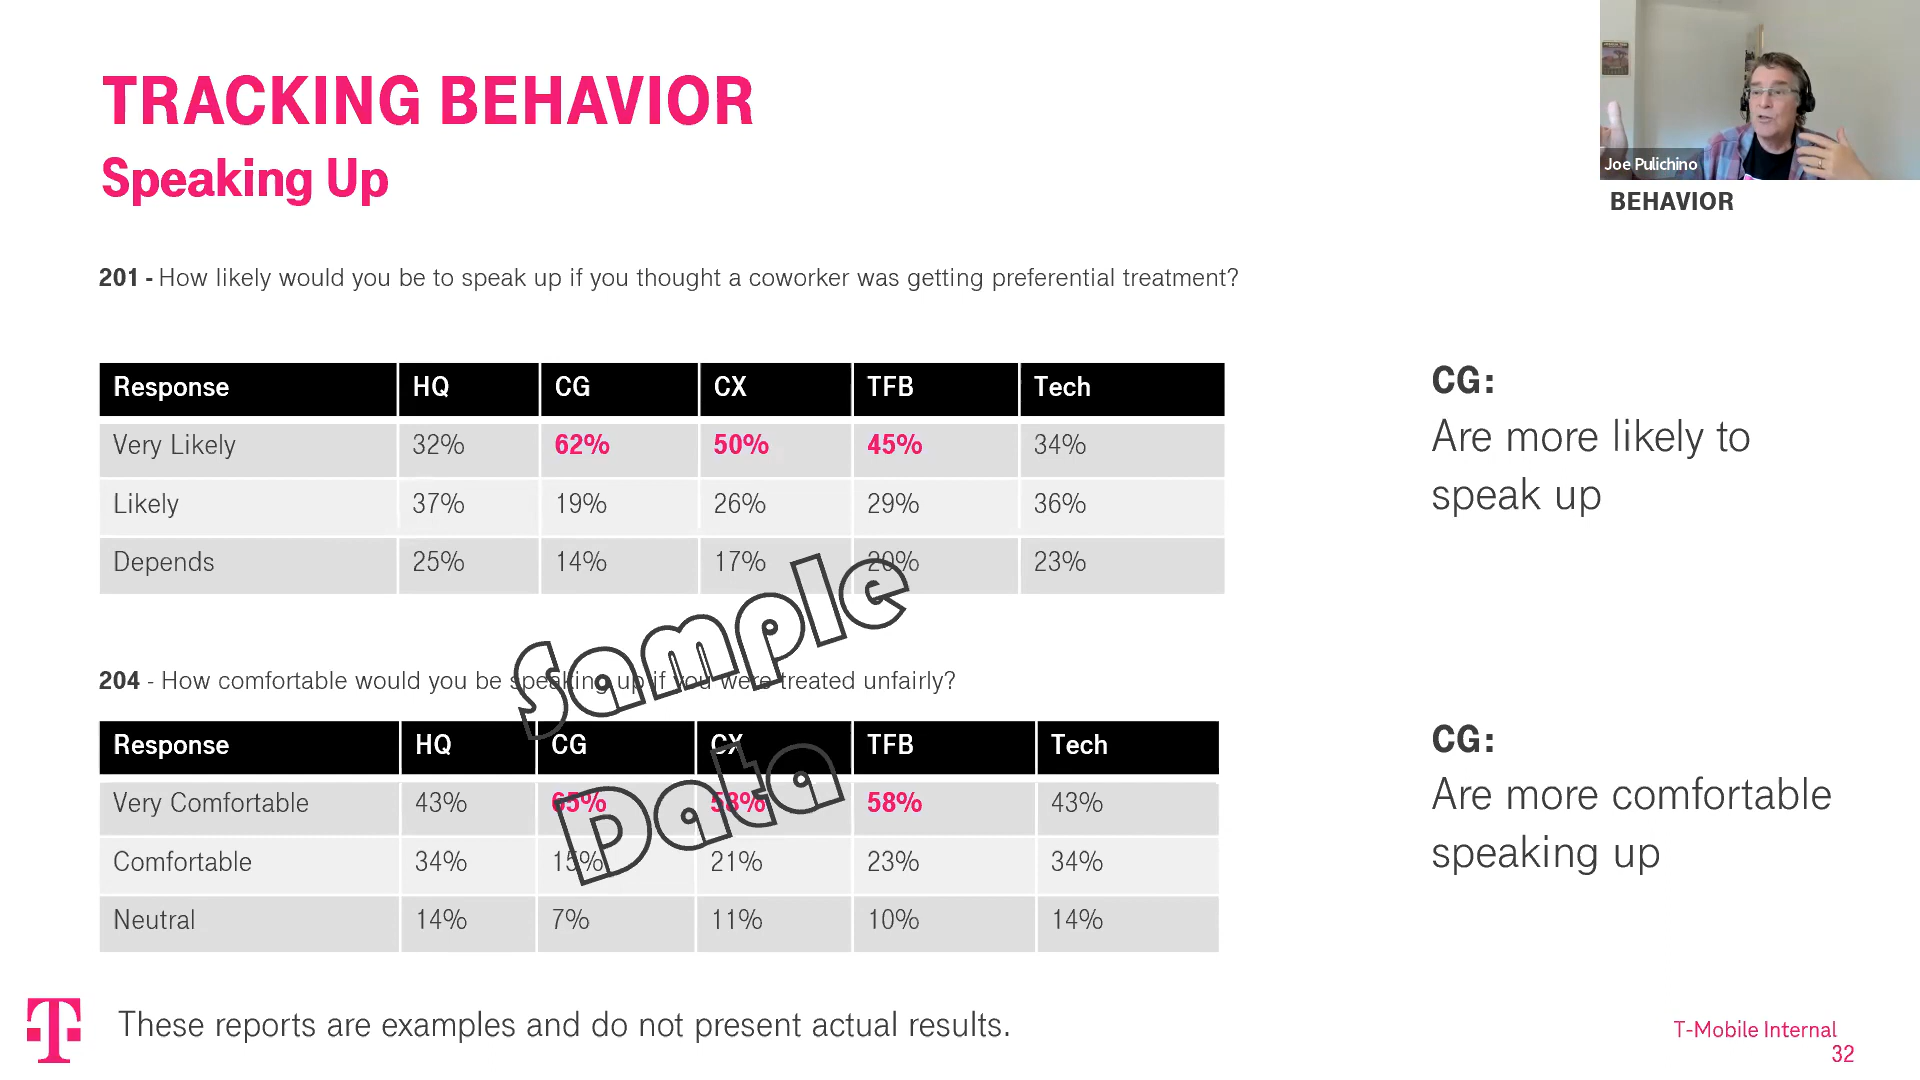 TRACKING BEHAVIOR
Speaking Up
Joe Pulichino
BEHAVIOR
201 - How likely would you be to speak up if you thought a coworker was getting preferential treatment?
Response HQ CG CX TFB Tech
Very Likely 32% 62% 50% 45% 34%
Likely 37% 19% 26% 29% 36%
Depends 25% 14% 17% 20% 23%
CG:
Are more likely to
speak up
Sample
Data
204 - How comfortable would you be speaking up if you were treated unfairly?
Response HQ CG CX TFB Tech
Very Comfortable 43% 65% 58% 58% 43%
Comfortable 34% 15% 21% 23% 34%
Neutral 14% 7% 11% 10% 14%
CG:
Are more comfortable
speaking up
T These reports are examples and do not present actual results.
T-Mobile Internal
32